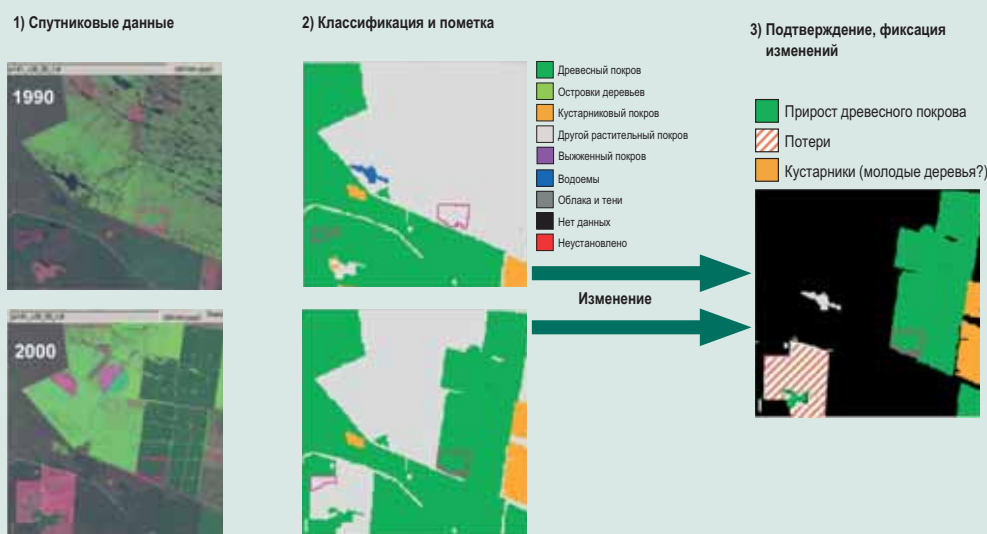 1) Спутниковые данные
2) Классификация и пометка
3) Подтверждение, фиксация
изменений
1990
2000
Древесный покров
Островки деревьев
Кустарниковый покров
Другой растительный покров
Выжженный покров
Водоемы
Облака и тени
Нет данных
Неустановлено
Изменение
Прирост древесного покрова
Потери
Кустарники (молодые деревья?)